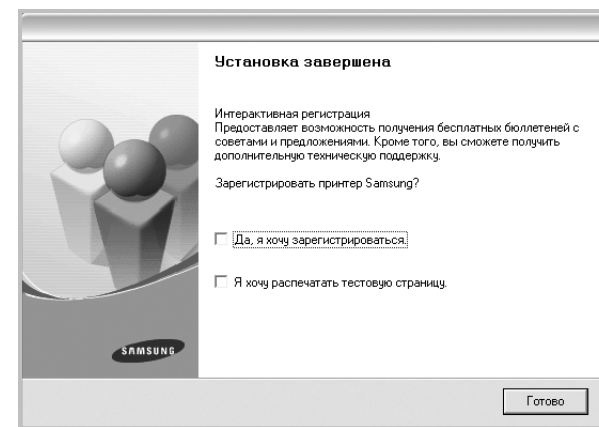 Установка завершена
Интерактивная регистрация
Предоставляет возможность получения бесплатных бюллетеней с
советами и предложениями. Кроме того, вы сможете получить
дополнительную техническую поддержку.
Зарегистрировать принтер Samsung?
Да, я хочу зарегистрироваться.
Я хочу распечатать тестовую страницу.
SAMSUNG
Готово